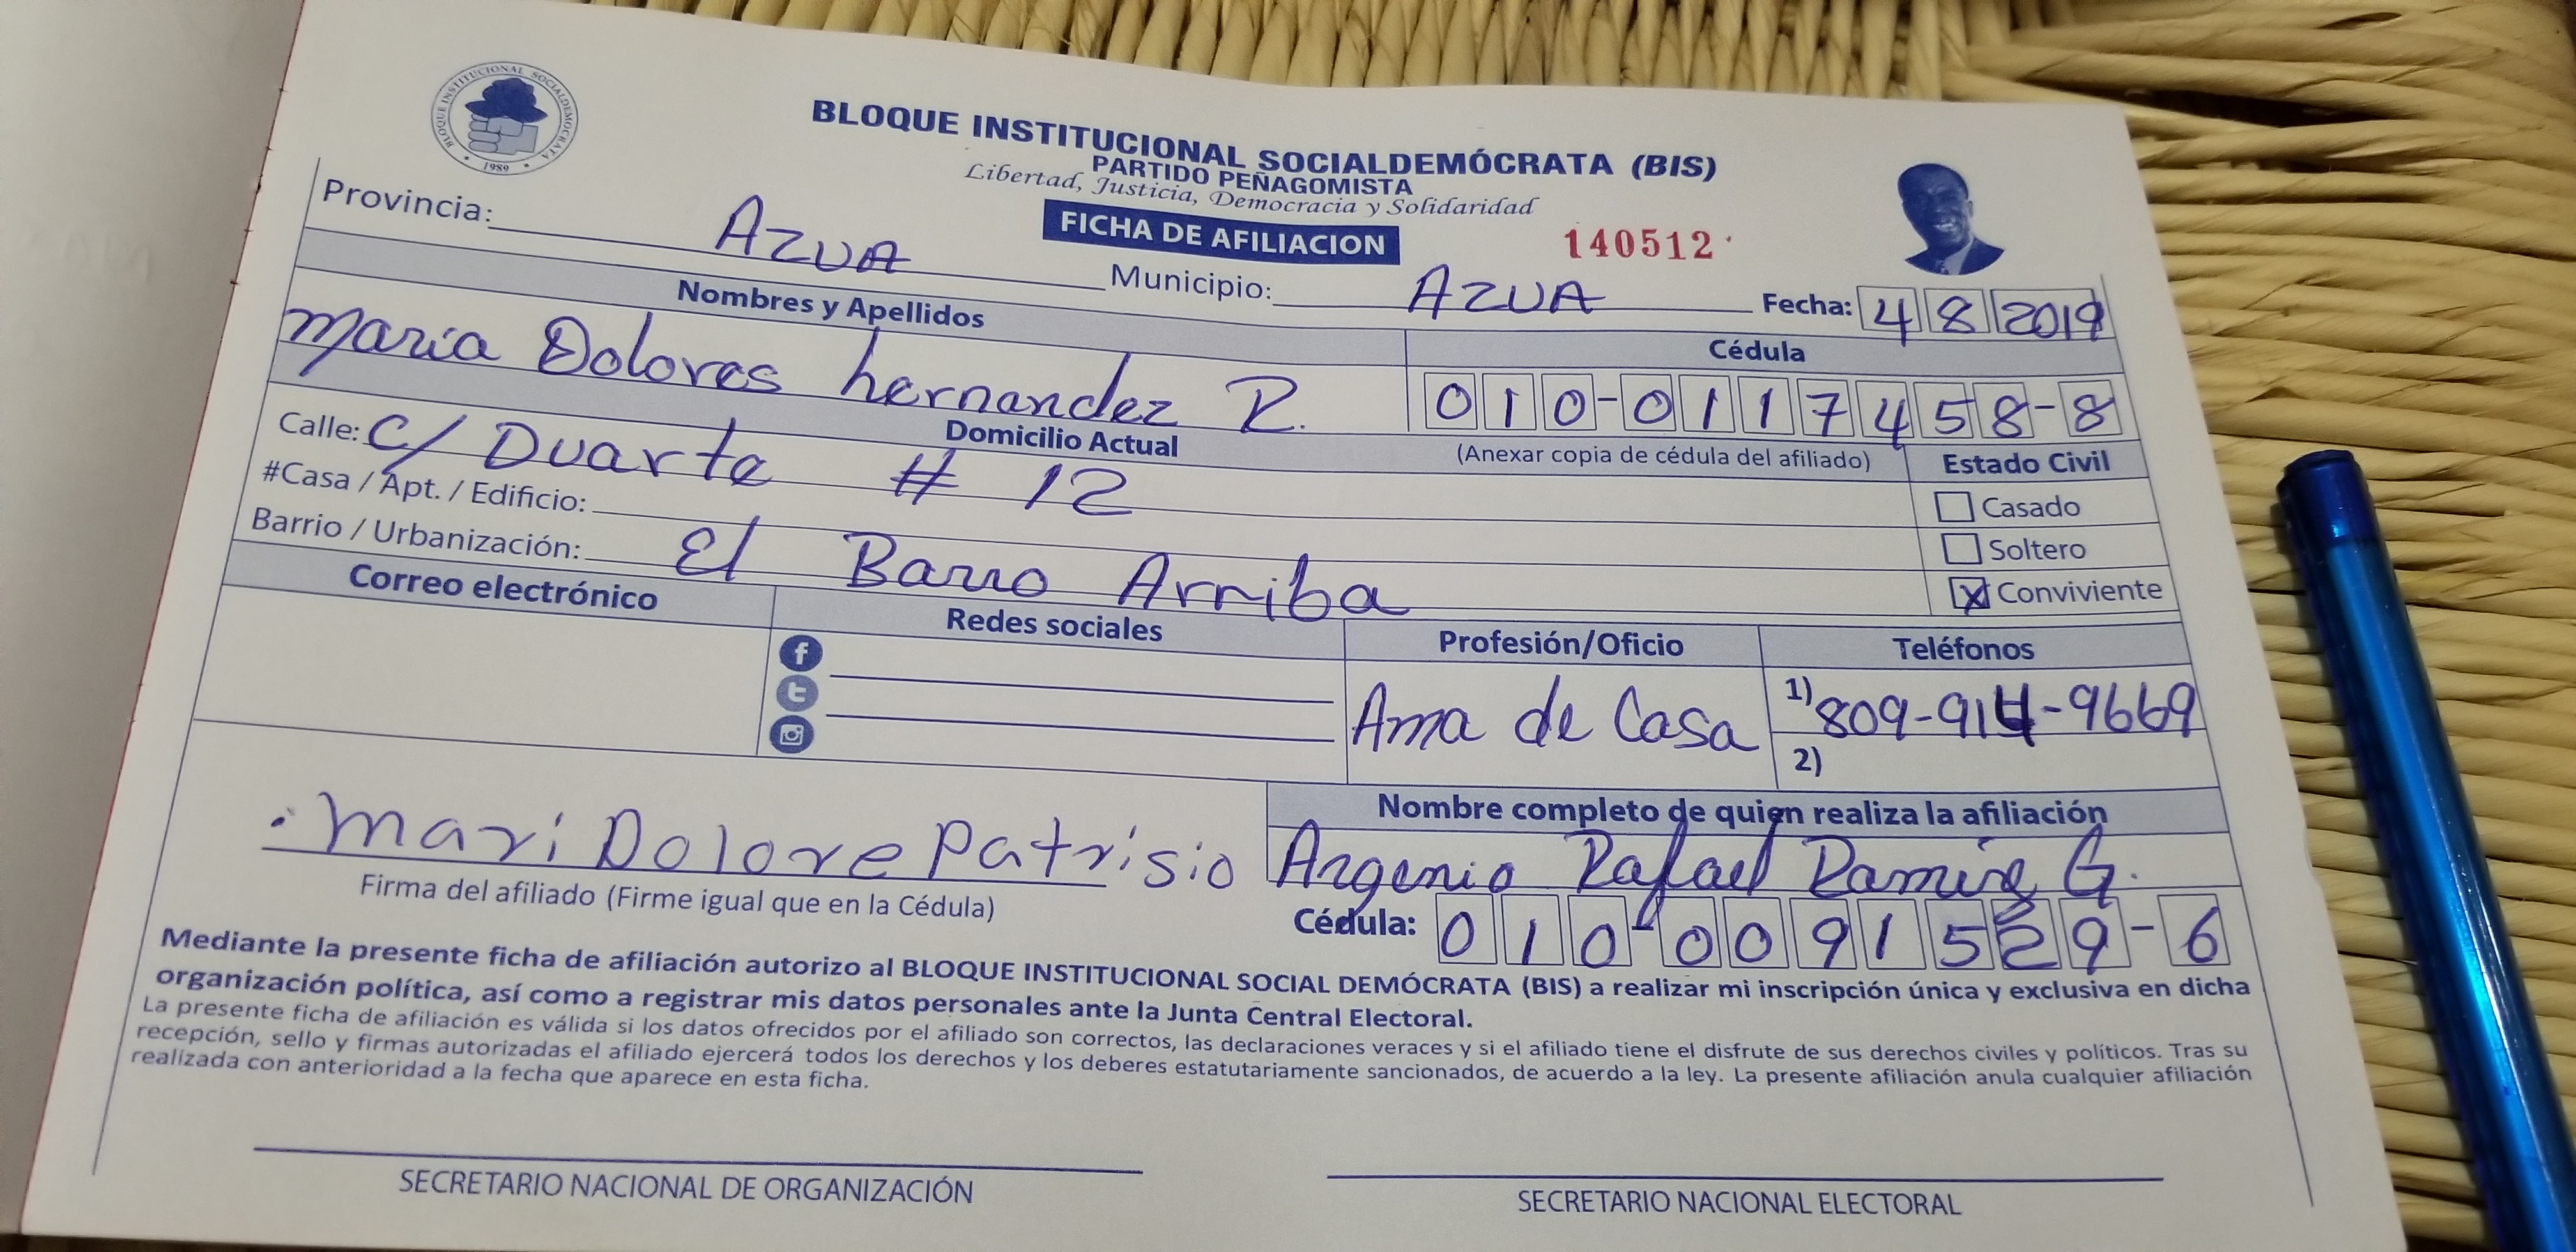 BLOQUE INSTITUCIONAL SOCIALDEMOCRATA
1989
BLOQUE INSTITUCIONAL SOCIALDEMÓCRATA (BIS)
PARTIDO PEÑAGOMISTA
Libertad, Justicia, Democracia y Solidaridad
FICHA DE AFILIACION
140512
Provincia: AZUA Municipio: AZUA Fecha: 4 8 2019
Nombres y Apellidos
Cédula
Maria Dolores hernandez R.
010-0117458-8
Domicilio Actual
(Anexar copia de cédula del afiliado)
Estado Civil
Calle: C/ Duarte # 12
Casado
#Casa / Apt. / Edificio:
Soltero
Barrio / Urbanización: El Barro Arriba
X Conviviente
Correo electrónico
Redes sociales
Profesión/Oficio
Teléfonos
Ama de Casa
1) 809-914-9669
2)
Nombre completo de quien realiza la afiliación
Mari Dolore Patrisio
Argenio Rafael Ramirez G.
Firma del afiliado (Firme igual que en la Cédula)
Cédula: 010-0091529-6
Mediante la presente ficha de afiliación autorizo al BLOQUE INSTITUCIONAL SOCIAL DEMÓCRATA (BIS) a realizar mi inscripción única y exclusiva en dicha
organización política, así como a registrar mis datos personales ante la Junta Central Electoral.
La presente ficha de afiliación es válida si los datos ofrecidos por el afiliado son correctos, las declaraciones veraces y si el afiliado tiene el disfrute de sus derechos civiles y políticos. Tras su
recepción, sello y firmas autorizadas el afiliado ejercerá todos los derechos y los deberes estatutariamente sancionados, de acuerdo a la ley. La presente afiliación anula cualquier afiliación
realizada con anterioridad a la fecha que aparece en esta ficha.
SECRETARIO NACIONAL DE ORGANIZACIÓN
SECRETARIO NACIONAL ELECTORAL